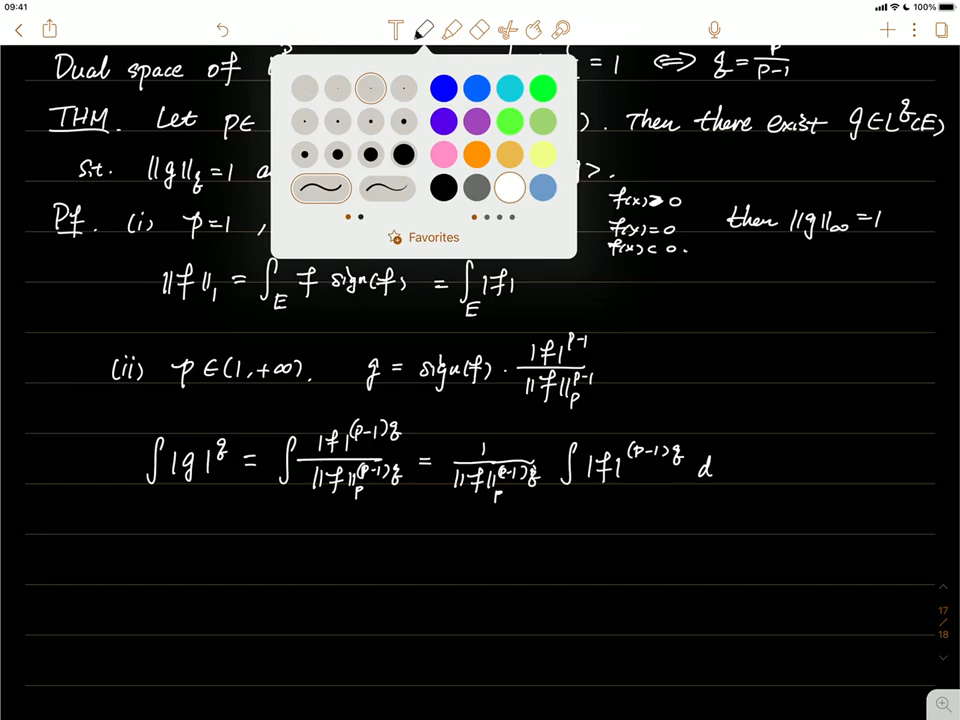 09:41
100%
Dual space of = 1 ⟺ q = p/(p-1)
THM. Let p∈ ). Then there exist g∈L^q(E)
s.t. ||g||_q = 1 >.
Pf. (i) p=1 , f(x) > 0 then ||g||_∞ = 1
f(x) = 0
f(x) < 0.
Favorites
||f||_1 = ∫_E f sign(f) = ∫_E |f|
(ii) p∈(1,+∞). g = sign(f) · |f|^{p-1} / ||f||_p^{p-1}
∫|g|^q = ∫ |f|^{(p-1)q} / ||f||_p^{(p-1)q} = 1 / ||f||_p^{(p-1)q} ∫|f|^{(p-1)q} d
17
/
18